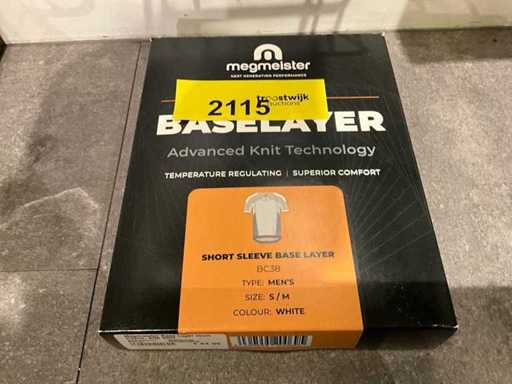 megmeister
NEXT GENERATION PERFORMANCE
2115
troostwijk
auctions
BASELAYER
Advanced Knit Technology
TEMPERATURE REGULATING | SUPERIOR COMFORT
SHORT SLEEVE BASE LAYER
BC38
TYPE: MEN'S
SIZE: S / M
COLOUR: WHITE